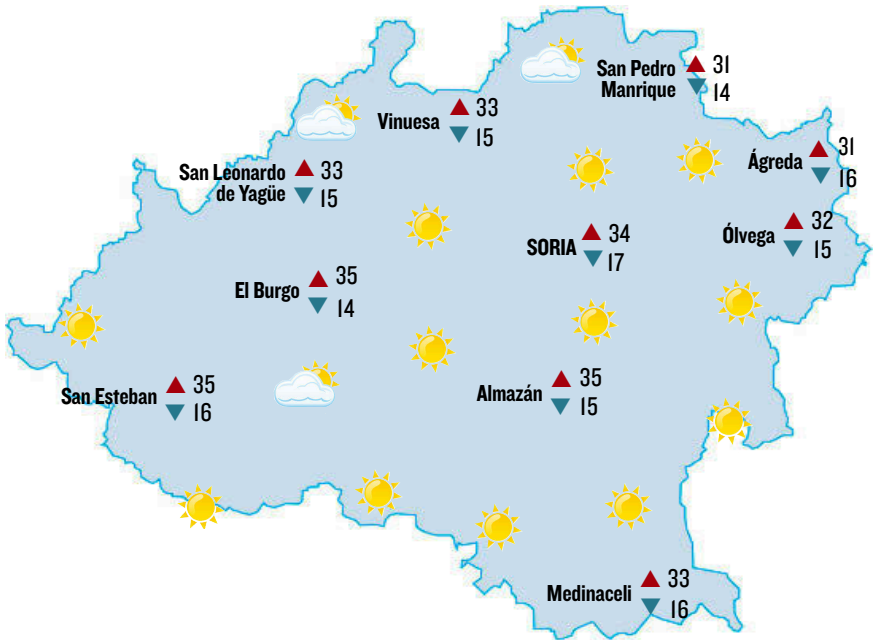 San Pedro
Manrique
31
14
Vinuesa
33
15
Ágreda
31
16
San Leonardo
de Yagüe
33
15
Ólvega
32
15
SORIA
34
17
El Burgo
35
14
San Esteban
35
16
Almazán
35
15
Medinaceli
33
16